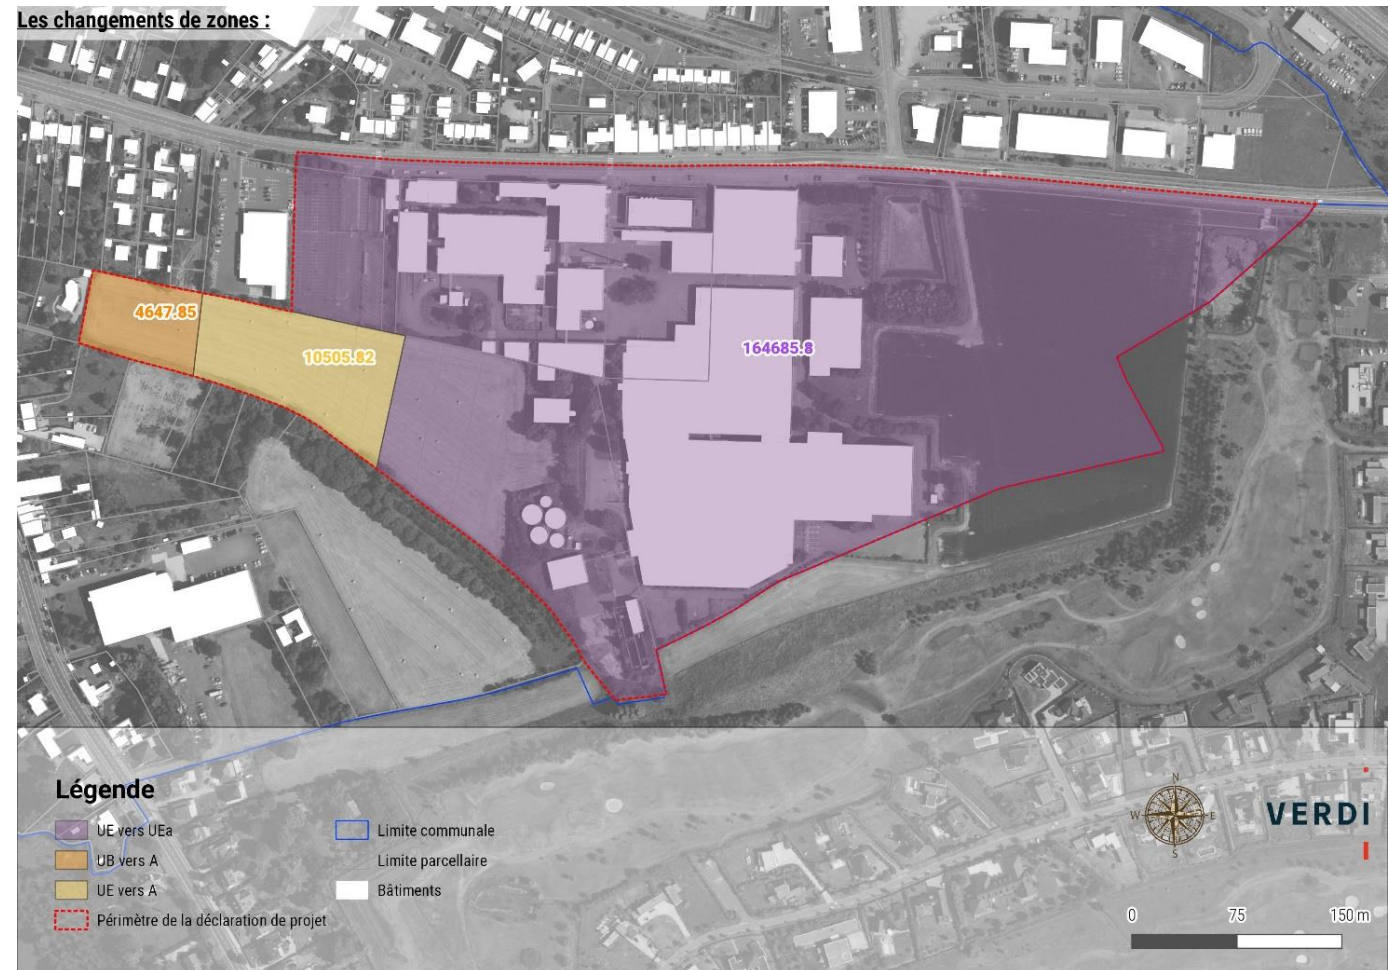 Les changements de zones :
4647.85
10505.82
164685.8
Légende
UE vers UEa
UB vers A
UE vers A
Périmètre de la déclaration de projet
Limite communale
Limite parcellaire
Bâtiments
N
W E
S
VERDI
0 75 150 m